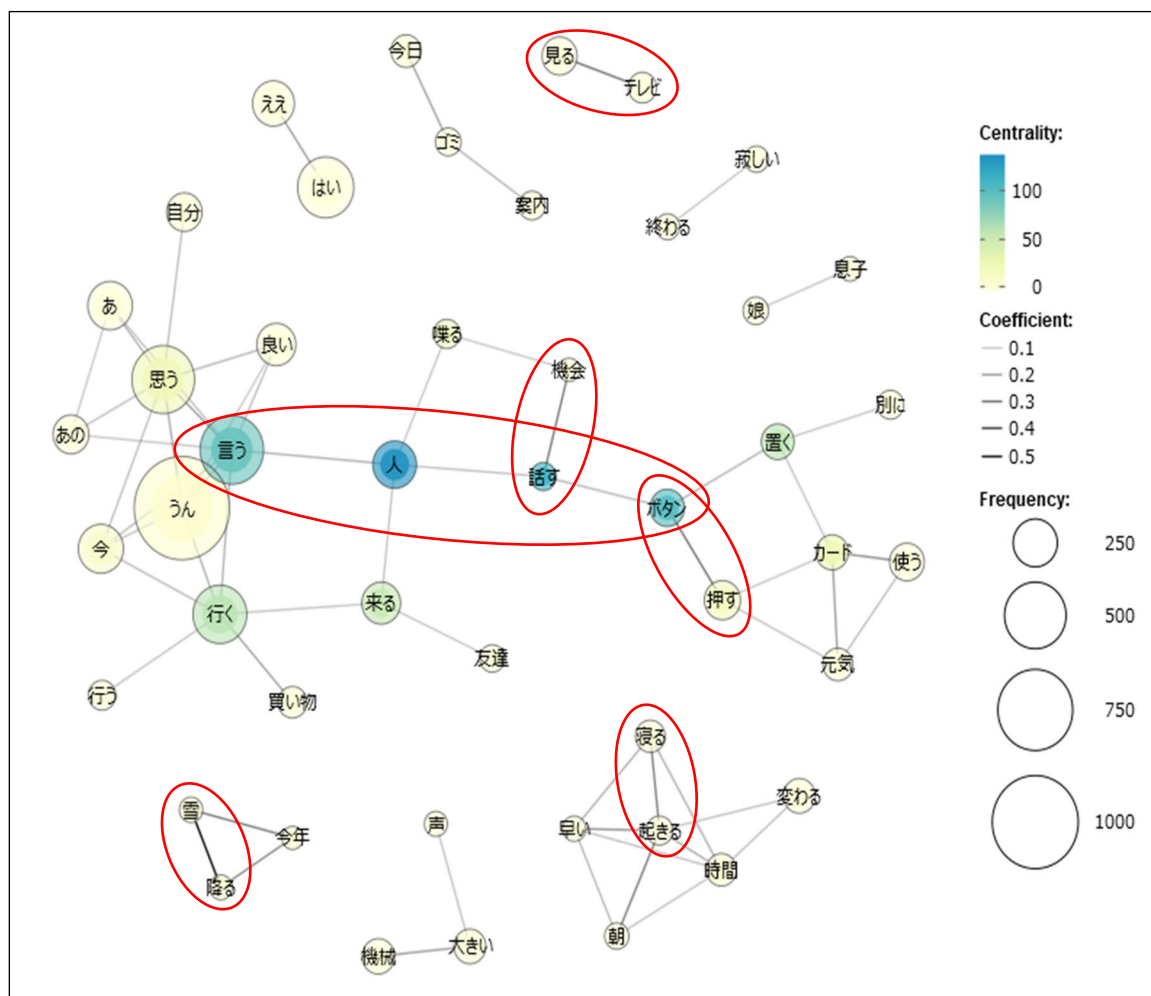 今日
見る
テレビ
ええ
ゴミ
はい
案内
寂しい
終わる
自分
息子
娘
あ
良い
喋る
思う
機会
別に
あの
言う
人
置く
話す
ボタン
うん
今
カード
使う
行く
来る
押す
友達
元気
行う
買い物
寝る
雪
変わる
声
早い
起きる
今年
時間
降る
朝
機械
大きい
Centrality:
100
50
0
Coefficient:
0.1
0.2
0.3
0.4
0.5
Frequency:
250
500
750
1000